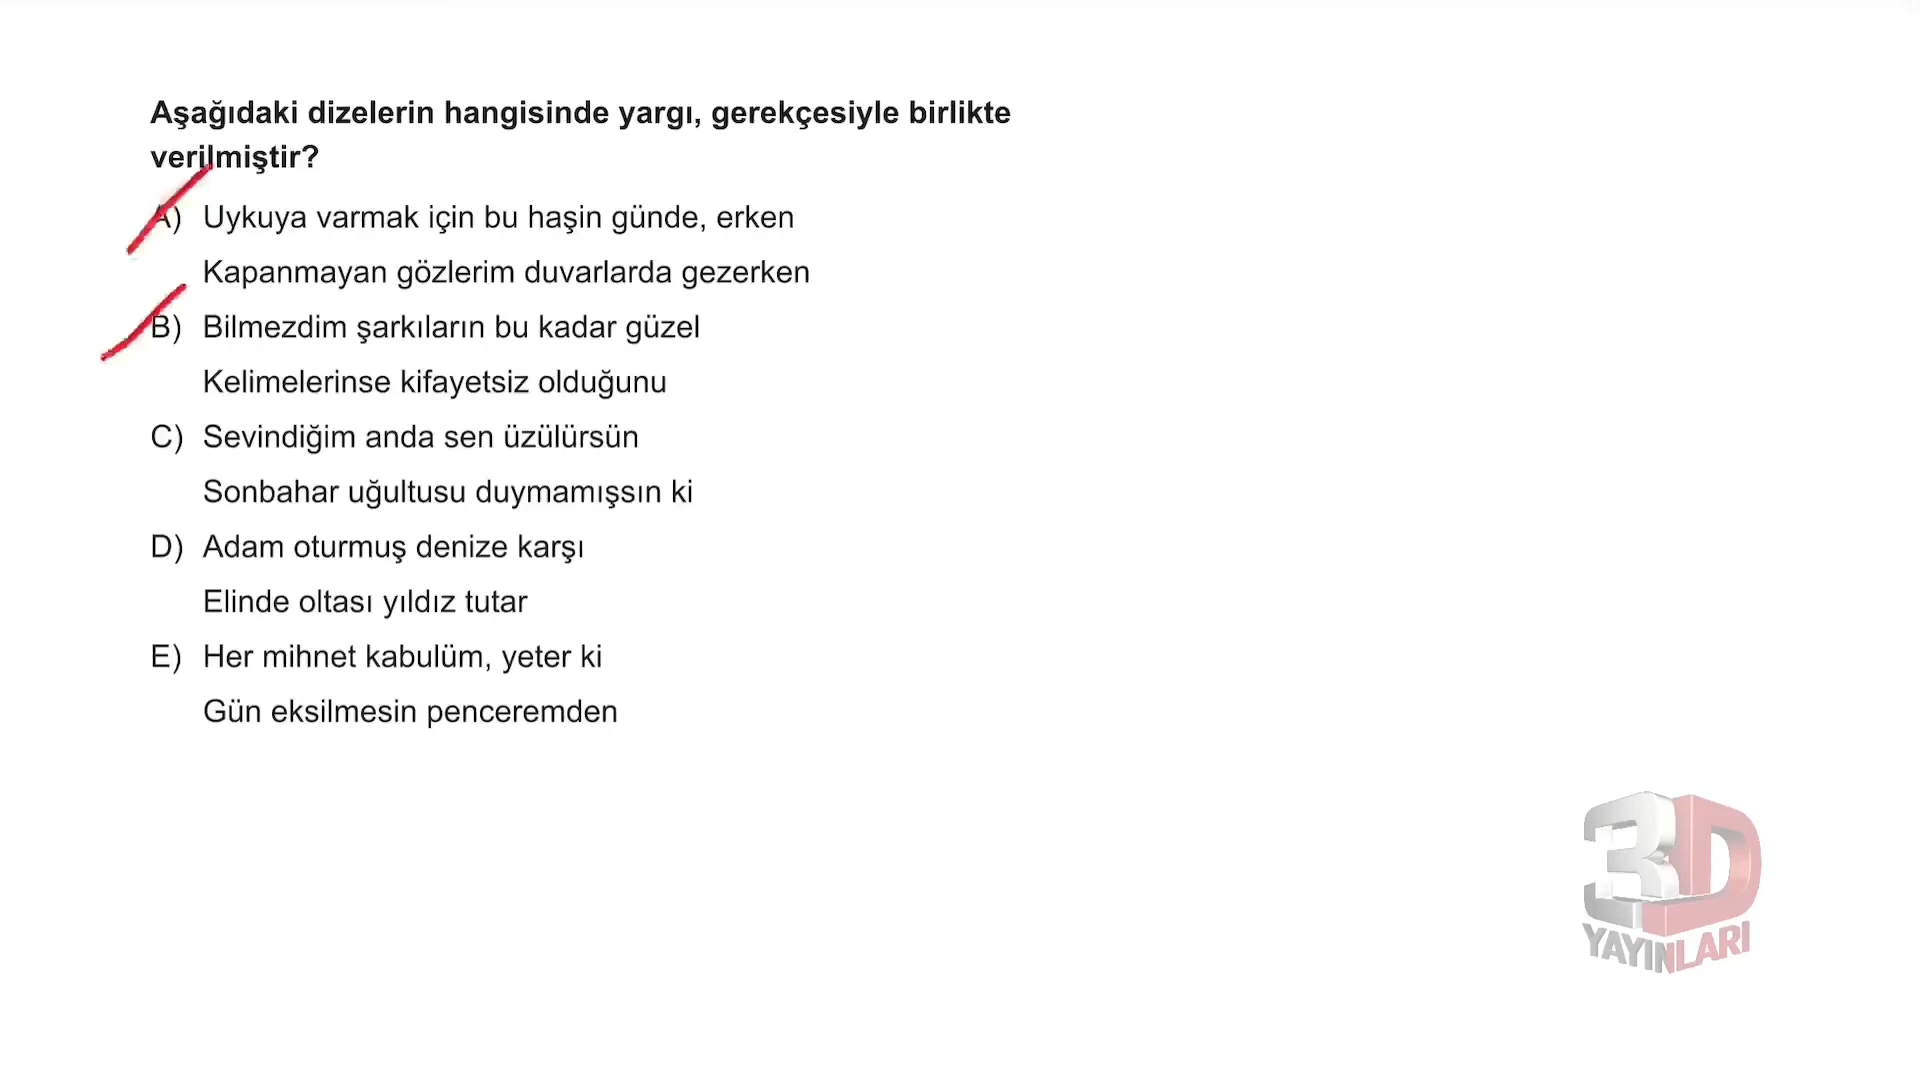 Aşağıdaki dizelerin hangisinde yargı, gerekçesiyle birlikte
verilmiştir?
A) Uykuya varmak için bu haşin günde, erken
Kapanmayan gözlerim duvarlarda gezerken
B) Bilmezdim şarkıların bu kadar güzel
Kelimelerinse kifayetsiz olduğunu
C) Sevindiğim anda sen üzülürsün
Sonbahar uğultusu duymamışsın ki
D) Adam oturmuş denize karşı
Elinde oltası yıldız tutar
E) Her mihnet kabulüm, yeter ki
Gün eksilmesin penceremden
3D
YAYINLARI